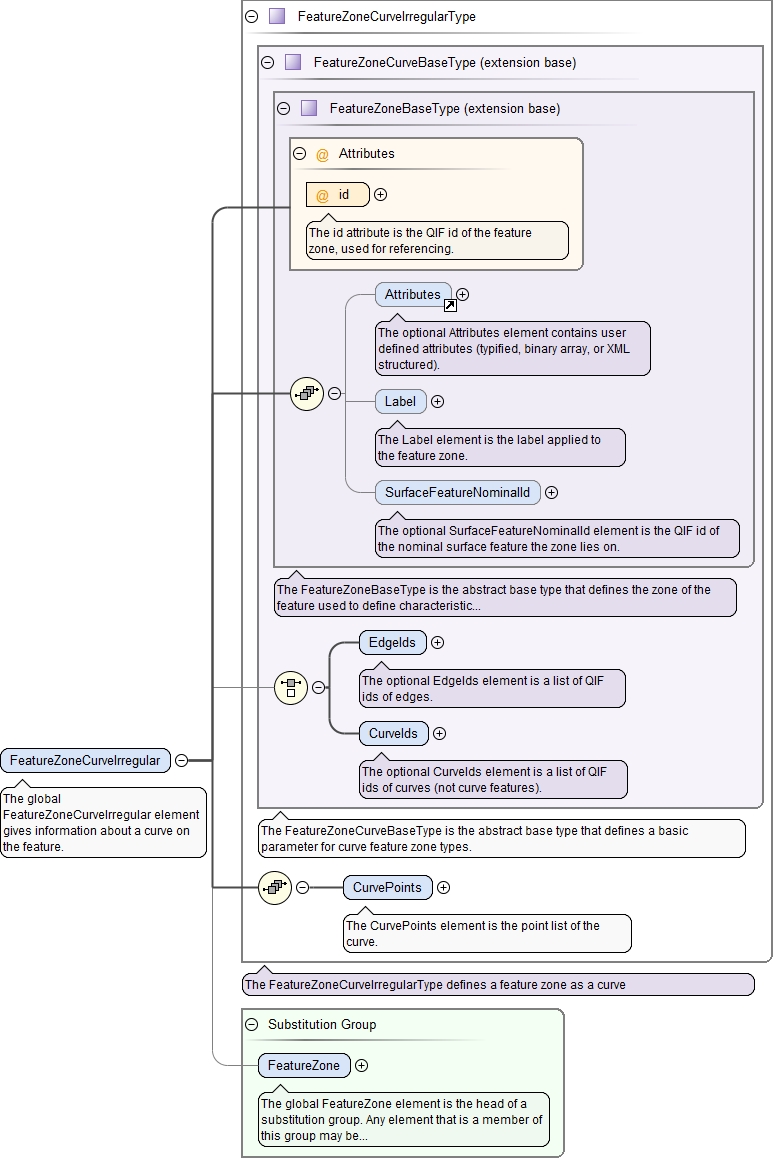 FeatureZoneCurveIrregularType
FeatureZoneCurveBaseType (extension base)
FeatureZoneBaseType (extension base)
@ Attributes
@ id
The id attribute is the QIF id of the feature
zone, used for referencing.
Attributes
The optional Attributes element contains user
defined attributes (typified, binary array, or XML
structured).
Label
The Label element is the label applied to
the feature zone.
SurfaceFeatureNominalId
The optional SurfaceFeatureNominalId element is the QIF id of
the nominal surface feature the zone lies on.
The FeatureZoneBaseType is the abstract base type that defines the zone of the
feature used to define characteristic...
EdgeIds
The optional EdgeIds element is a list of QIF
ids of edges.
CurveIds
The optional CurveIds element is a list of QIF
ids of curves (not curve features).
FeatureZoneCurveIrregular
The global
FeatureZoneCurveIrregular element
gives information about a curve on
the feature.
The FeatureZoneCurveBaseType is the abstract base type that defines a basic
parameter for curve feature zone types.
CurvePoints
The CurvePoints element is the point list of the
curve.
The FeatureZoneCurveIrregularType defines a feature zone as a curve
Substitution Group
FeatureZone
The global FeatureZone element is the head of a
substitution group. Any element that is a member of
this group may be...